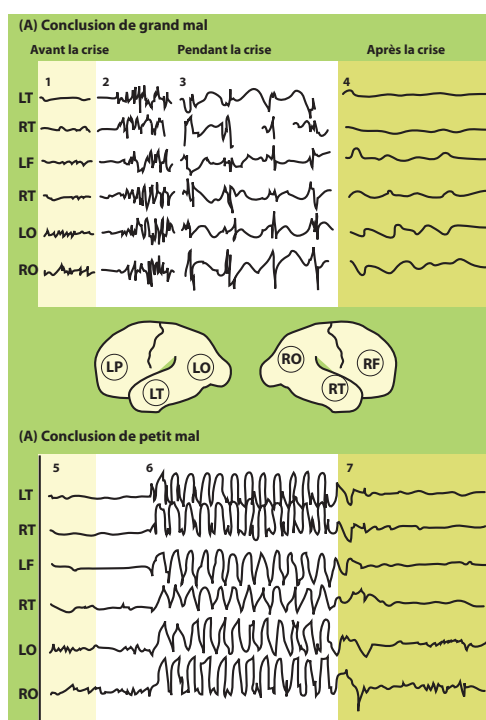 (A) Conclusion de grand mal
Avant la crise Pendant la crise Après la crise
1 2 3 4
LT
RT
LF
RT
LO
RO
LP LO RO RF
LT RT
(A) Conclusion de petit mal
5 6 7
LT
RT
LF
RT
LO
RO